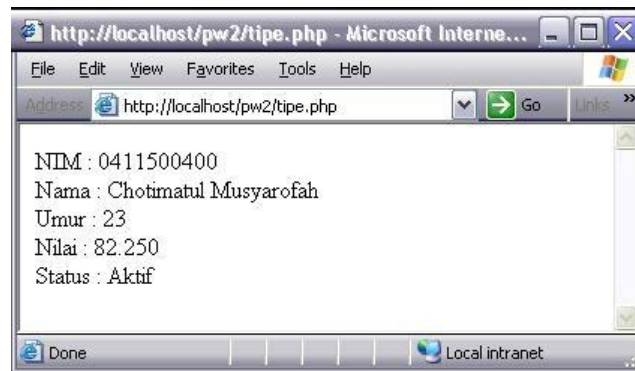 http://localhost/pw2/tipe.php - Microsoft Interne...
File Edit View Favorites Tools Help
Address http://localhost/pw2/tipe.php Go Links »
NIM : 0411500400
Nama : Chotimatul Musyarofah
Umur : 23
Nilai : 82.250
Status : Aktif
Done Local intranet